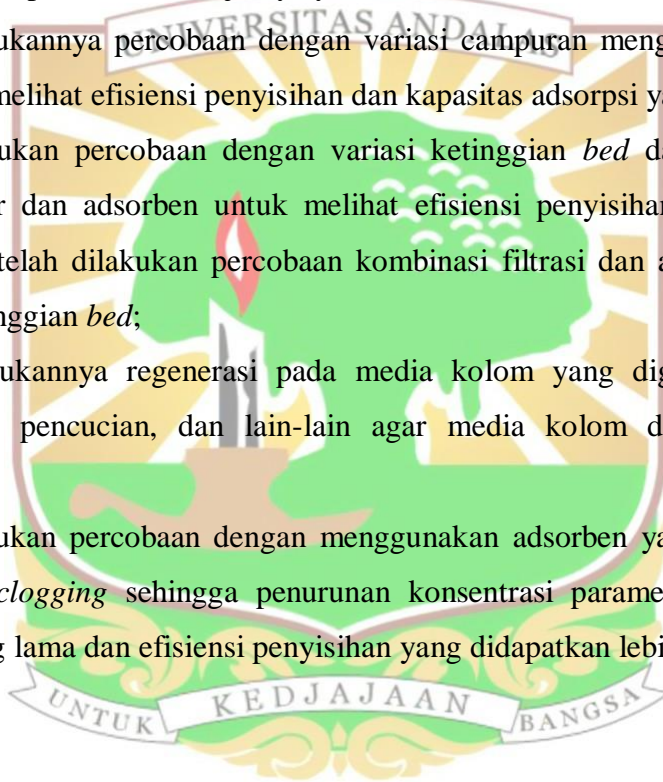 UNIVERSITAS ANDALAS
ukannya percobaan dengan variasi campuran meng
melihat efisiensi penyisihan dan kapasitas adsorpsi ya
ukan percobaan dengan variasi ketinggian bed da
r dan adsorben untuk melihat efisiensi penyisihan
telah dilakukan percobaan kombinasi filtrasi dan a
nggian bed;
ukannya regenerasi pada media kolom yang dig
pencucian, dan lain-lain agar media kolom d
ukan percobaan dengan menggunakan adsorben ya
clogging sehingga penurunan konsentrasi parame
g lama dan efisiensi penyisihan yang didapatkan lebi
UNTUK KEDJAJAAN BANGSA